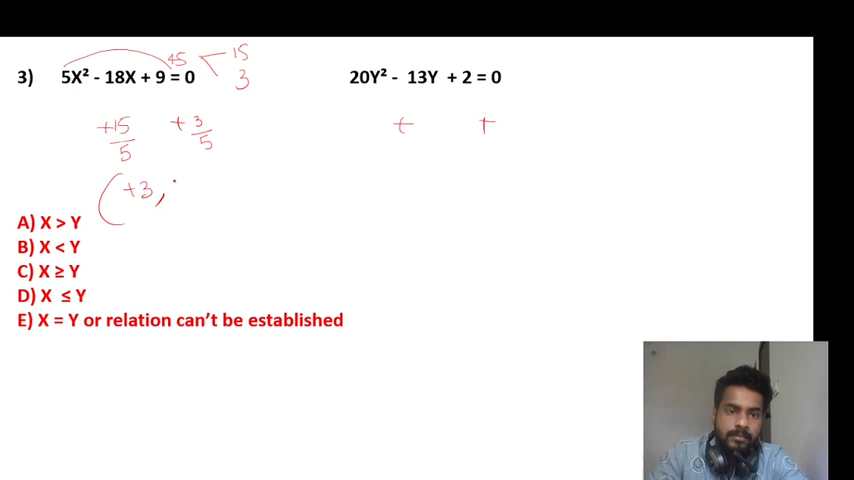 45 15
3) 5X² - 18X + 9 = 0 3 20Y² - 13Y + 2 = 0
+15/5 +3/5 + +
(+3,
A) X > Y
B) X < Y
C) X ≥ Y
D) X ≤ Y
E) X = Y or relation can't be established